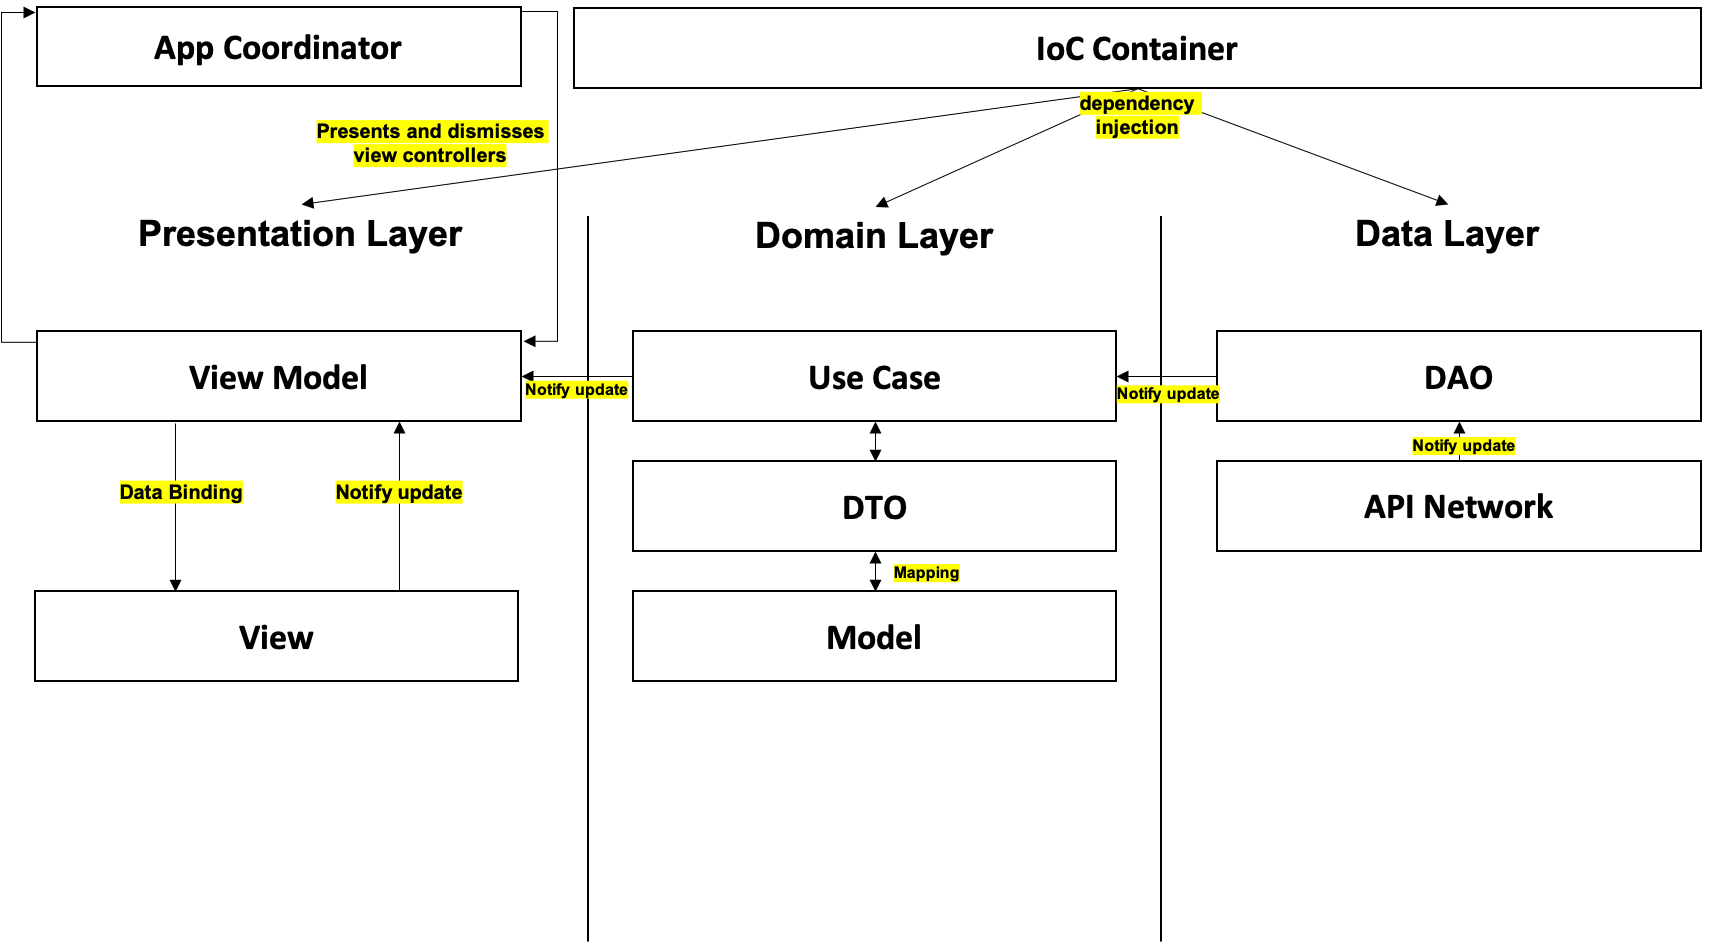 App Coordinator
IoC Container
dependency
injection
Presents and dismisses
view controllers
Presentation Layer
Domain Layer
Data Layer
View Model
Notify update
Use Case
Notify update
DAO
Notify update
Data Binding
Notify update
DTO
API Network
Mapping
View
Model